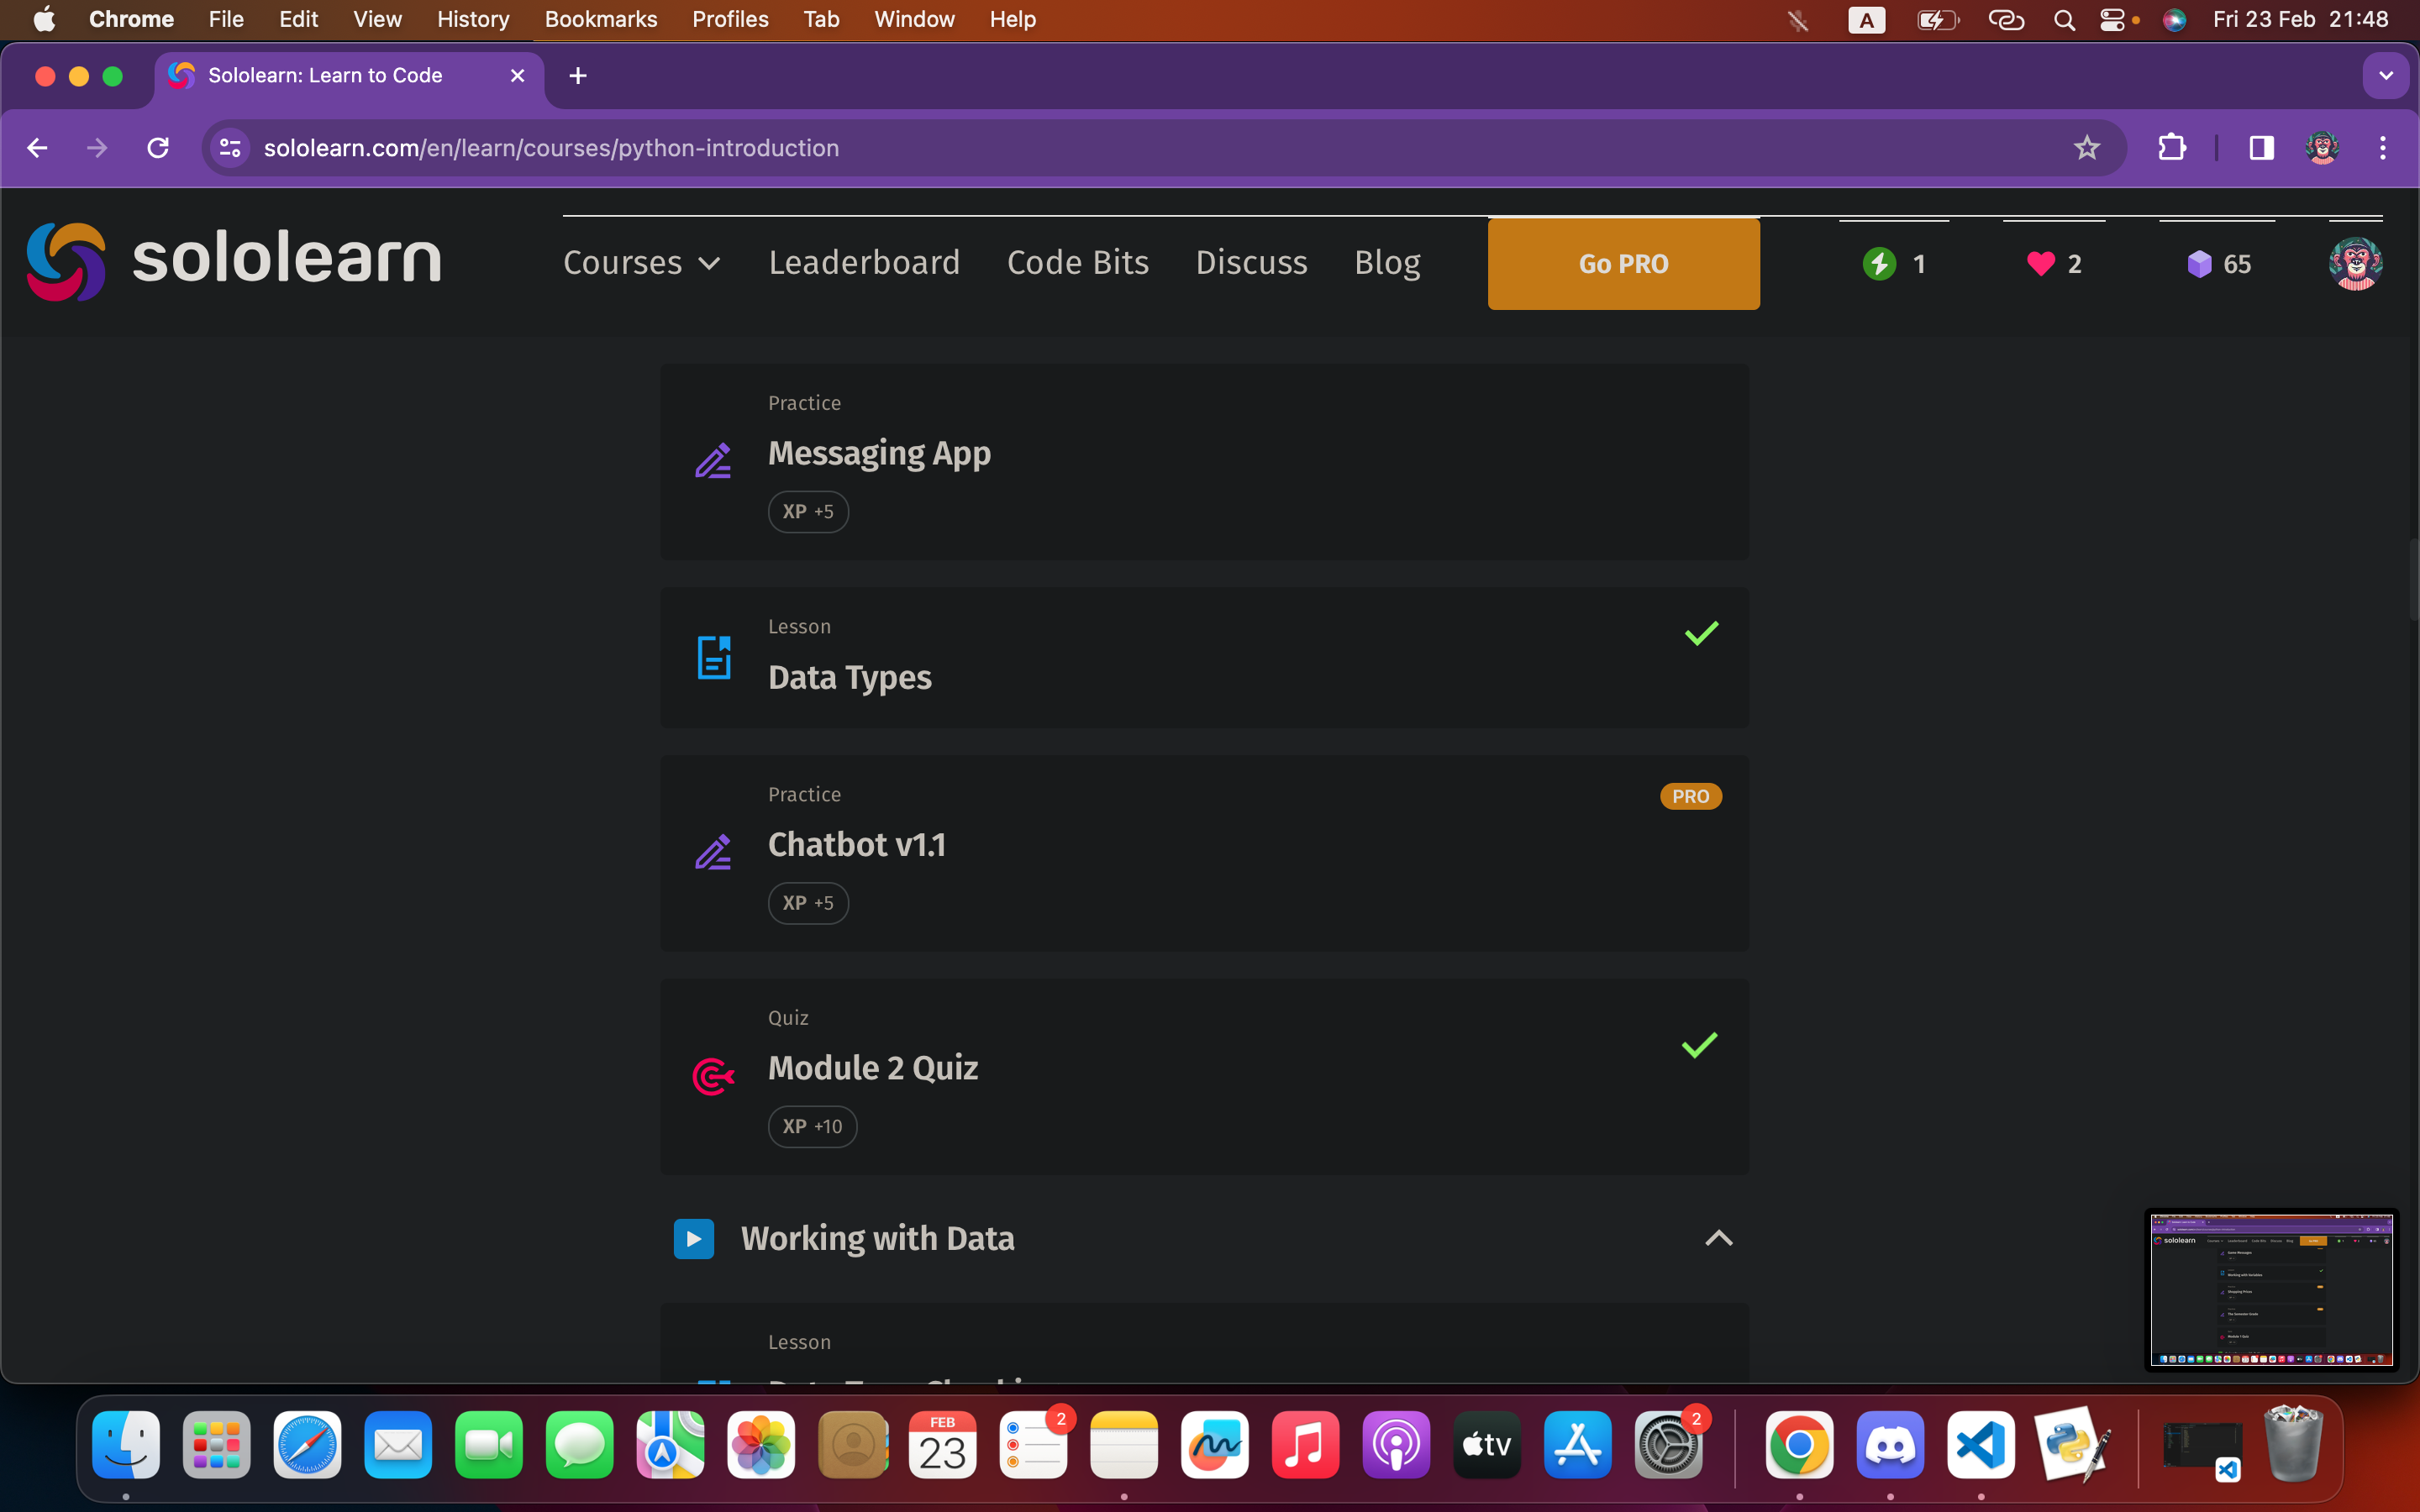 Chrome File Edit View History Bookmarks Profiles Tab Window Help A Fri 23 Feb 21:48
Sololearn: Learn to Code
sololearn.com/en/learn/courses/python-introduction
sololearn Courses Leaderboard Code Bits Discuss Blog Go PRO 1 2 65
Practice
Messaging App
XP +5
Lesson
Data Types
Practice
PRO
Chatbot v1.1
XP +5
Quiz
Module 2 Quiz
XP +10
Working with Data
Lesson
sololearn
FEB
23
2
tv
2